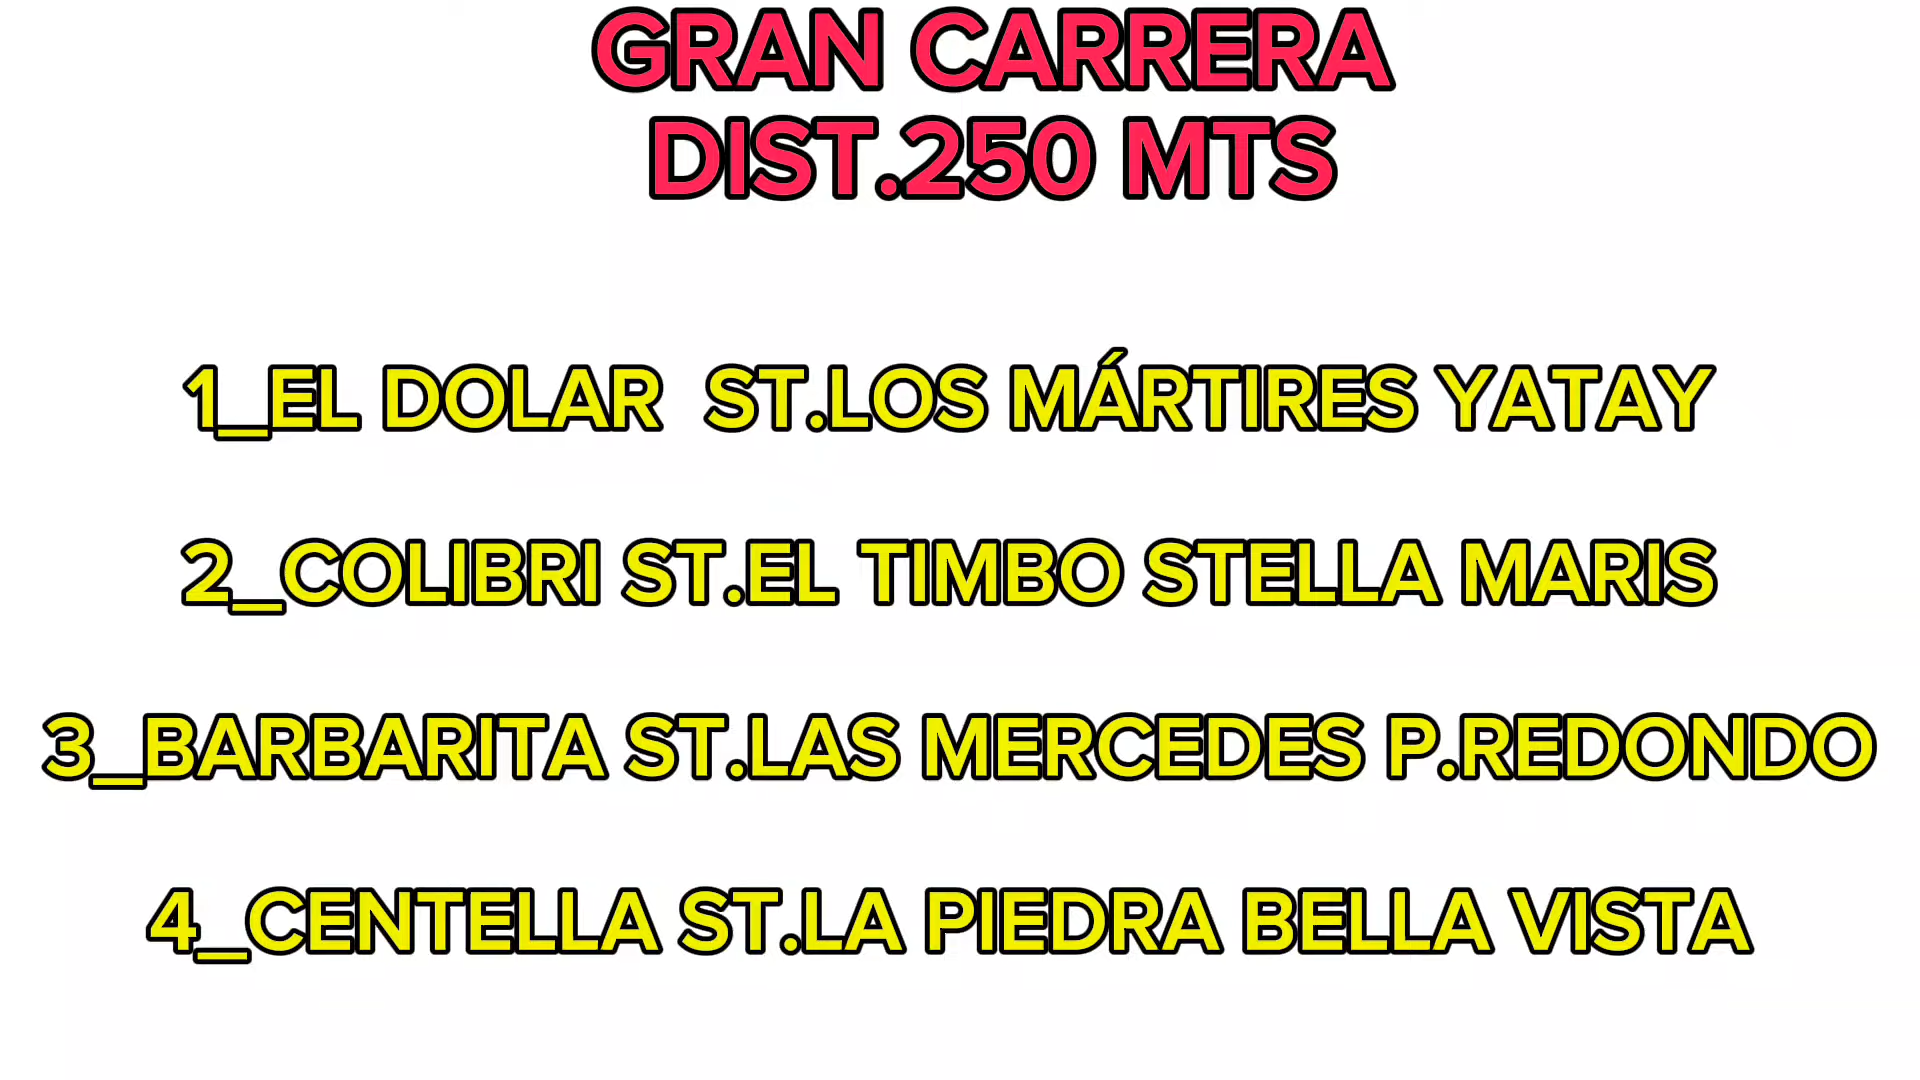 GRAN CARRERA
DIST.250 MTS
1_EL DOLAR  ST.LOS MÁRTIRES YATAY
2_COLIBRI ST.EL TIMBO STELLA MARIS
3_BARBARITA ST.LAS MERCEDES P.REDONDO
4_CENTELLA ST.LA PIEDRA BELLA VISTA